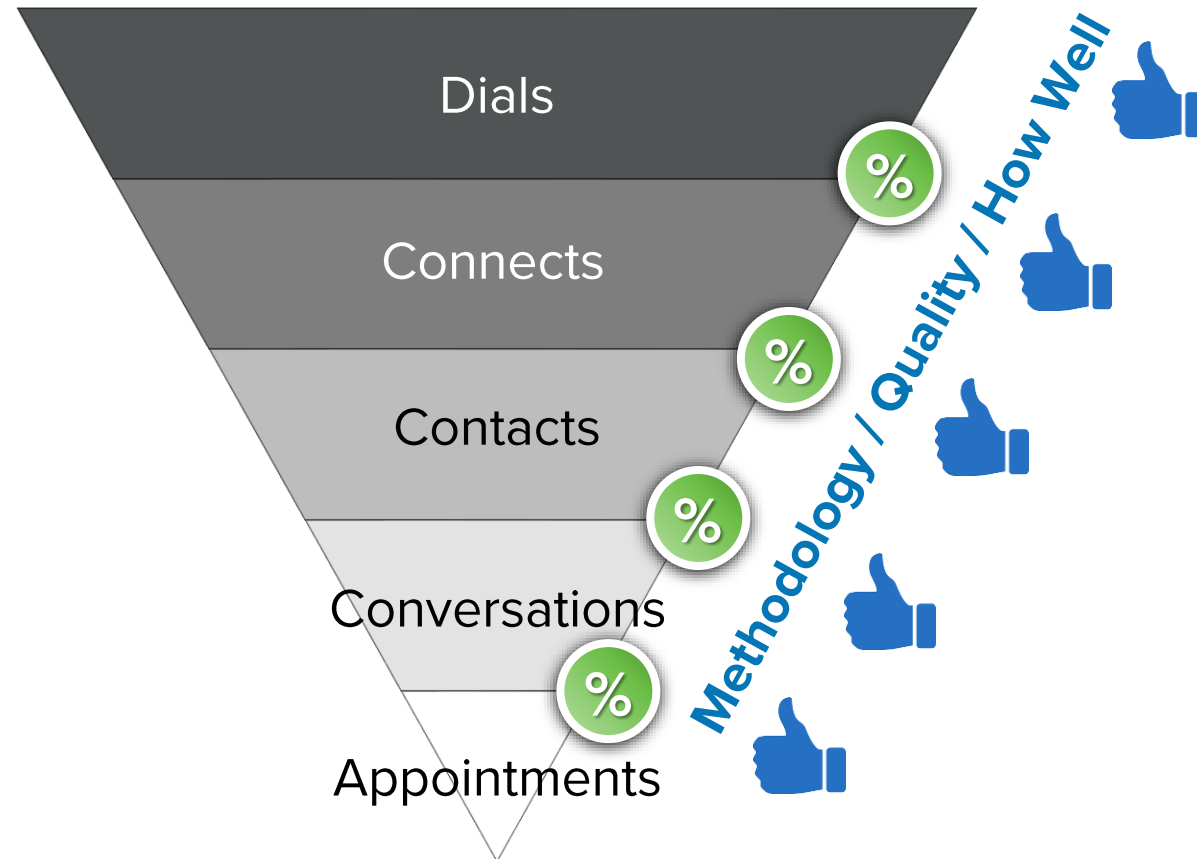 Dials
%
Connects
%
Contacts
%
Conversations
%
Appointments
Methodology / Quality / How Well